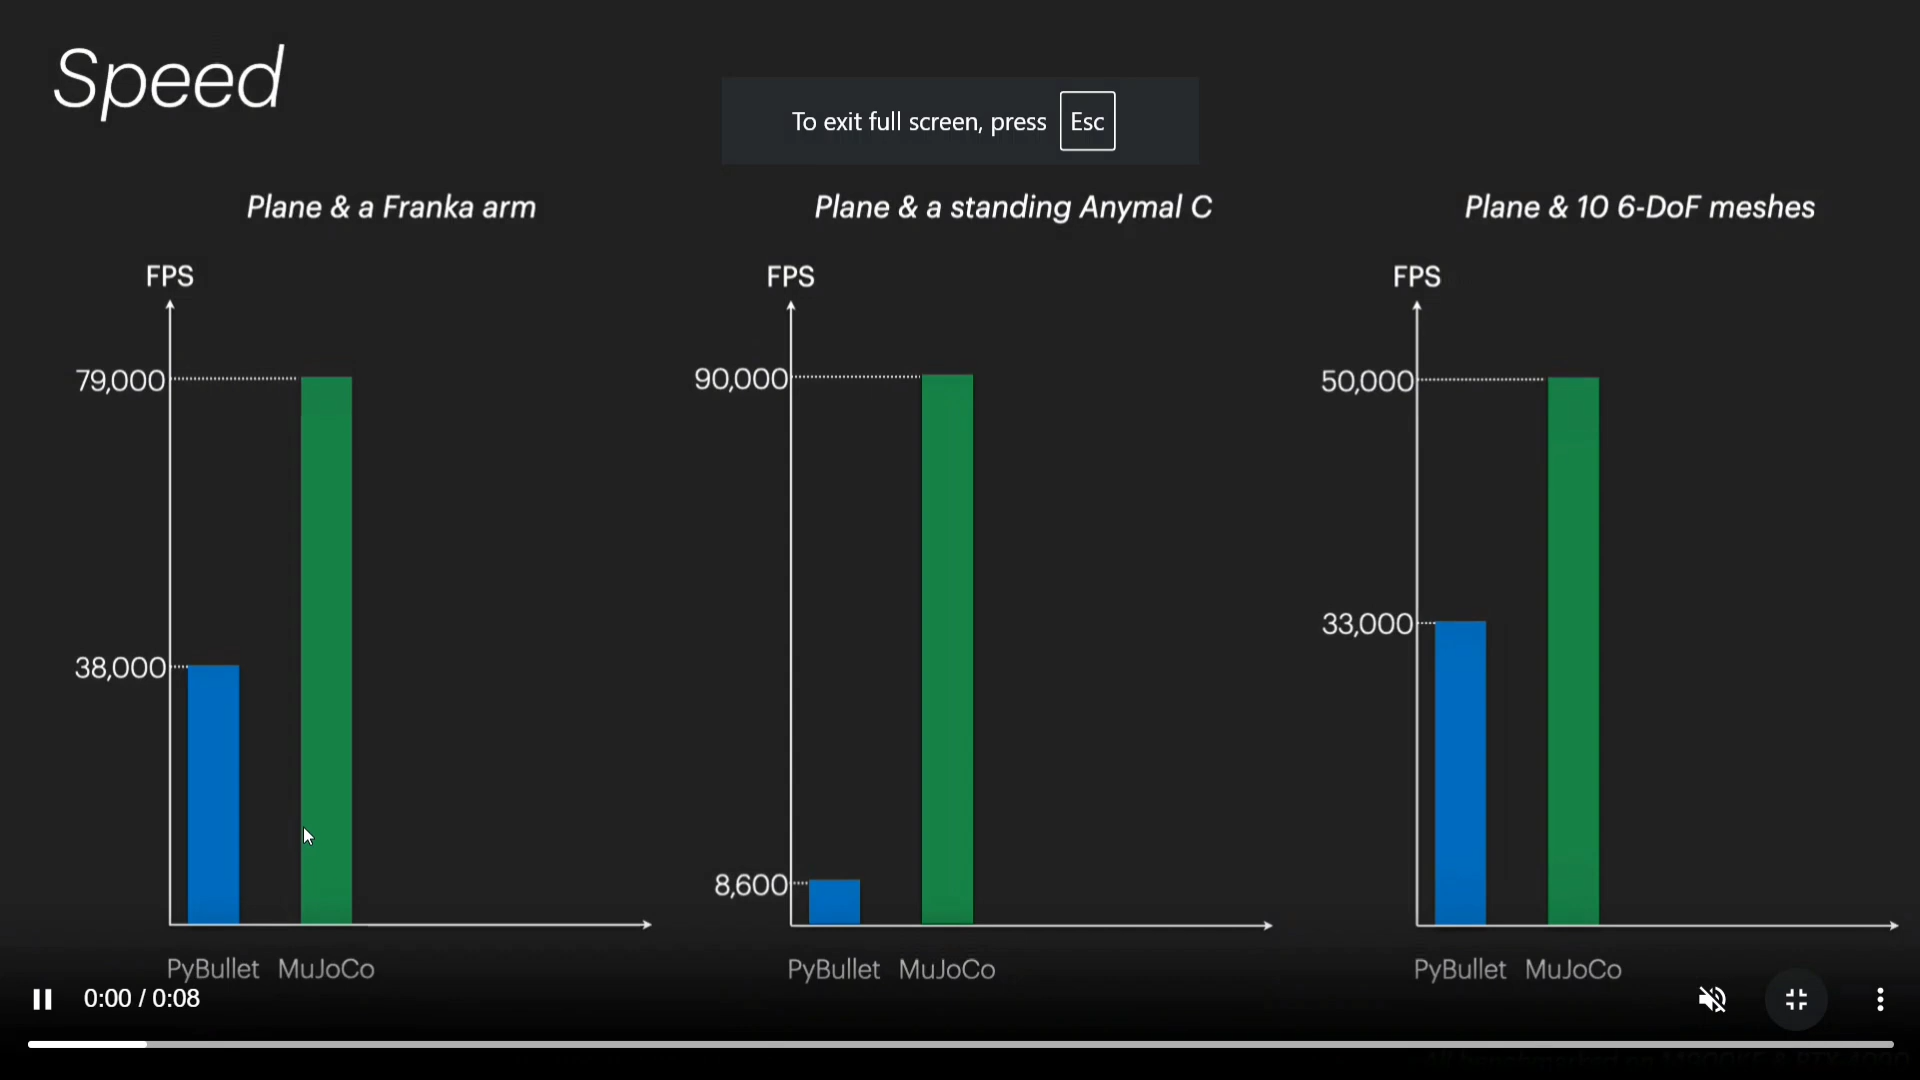 Speed
To exit full screen, press Esc
Plane & a Franka arm
Plane & a standing Anymal C
Plane & 10 6-DoF meshes
FPS
79,000
38,000
PyBullet MuJoCo
FPS
90,000
8,600
PyBullet MuJoCo
FPS
50,000
33,000
PyBullet MuJoCo
0:00 / 0:08